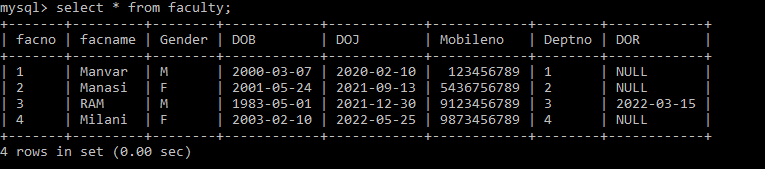 mysql> select * from faculty;
+-------+---------+--------+------------+------------+------------+--------+------------+
| facno | facname | Gender | DOB        | DOJ        | Mobileno   | Deptno | DOR        |
+-------+---------+--------+------------+------------+------------+--------+------------+
| 1     | Manvar  | M      | 2000-03-07 | 2020-02-10 |  123456789 | 1      | NULL       |
| 2     | Manasi  | F      | 2001-05-24 | 2021-09-13 | 5436756789 | 2      | NULL       |
| 3     | RAM     | M      | 1983-05-01 | 2021-12-30 | 9123456789 | 3      | 2022-03-15 |
| 4     | Milani  | F      | 2003-02-10 | 2022-05-25 | 9873456789 | 4      | NULL       |
+-------+---------+--------+------------+------------+------------+--------+------------+
4 rows in set (0.00 sec)